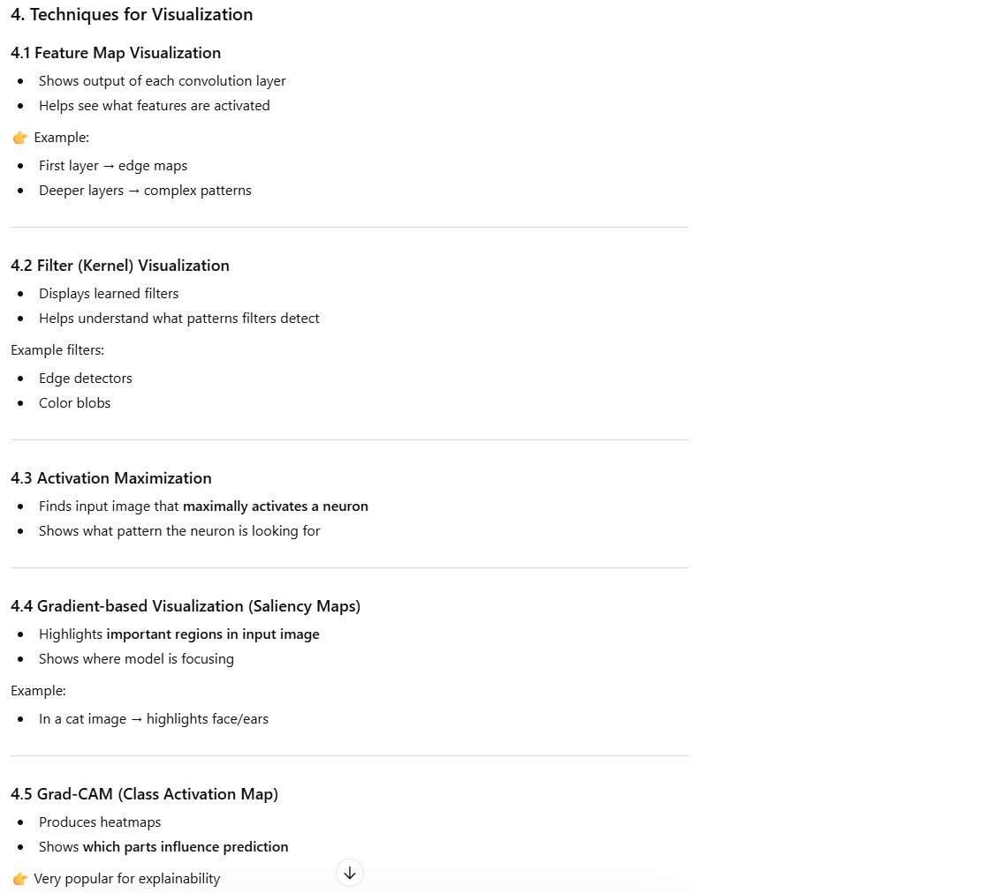 4. Techniques for Visualization
4.1 Feature Map Visualization
• Shows output of each convolution layer
• Helps see what features are activated
👉 Example:
• First layer → edge maps
• Deeper layers → complex patterns
4.2 Filter (Kernel) Visualization
• Displays learned filters
• Helps understand what patterns filters detect
Example filters:
• Edge detectors
• Color blobs
4.3 Activation Maximization
• Finds input image that maximally activates a neuron
• Shows what pattern the neuron is looking for
4.4 Gradient-based Visualization (Saliency Maps)
• Highlights important regions in input image
• Shows where model is focusing
Example:
• In a cat image → highlights face/ears
4.5 Grad-CAM (Class Activation Map)
• Produces heatmaps
• Shows which parts influence prediction
👉 Very popular for explainability